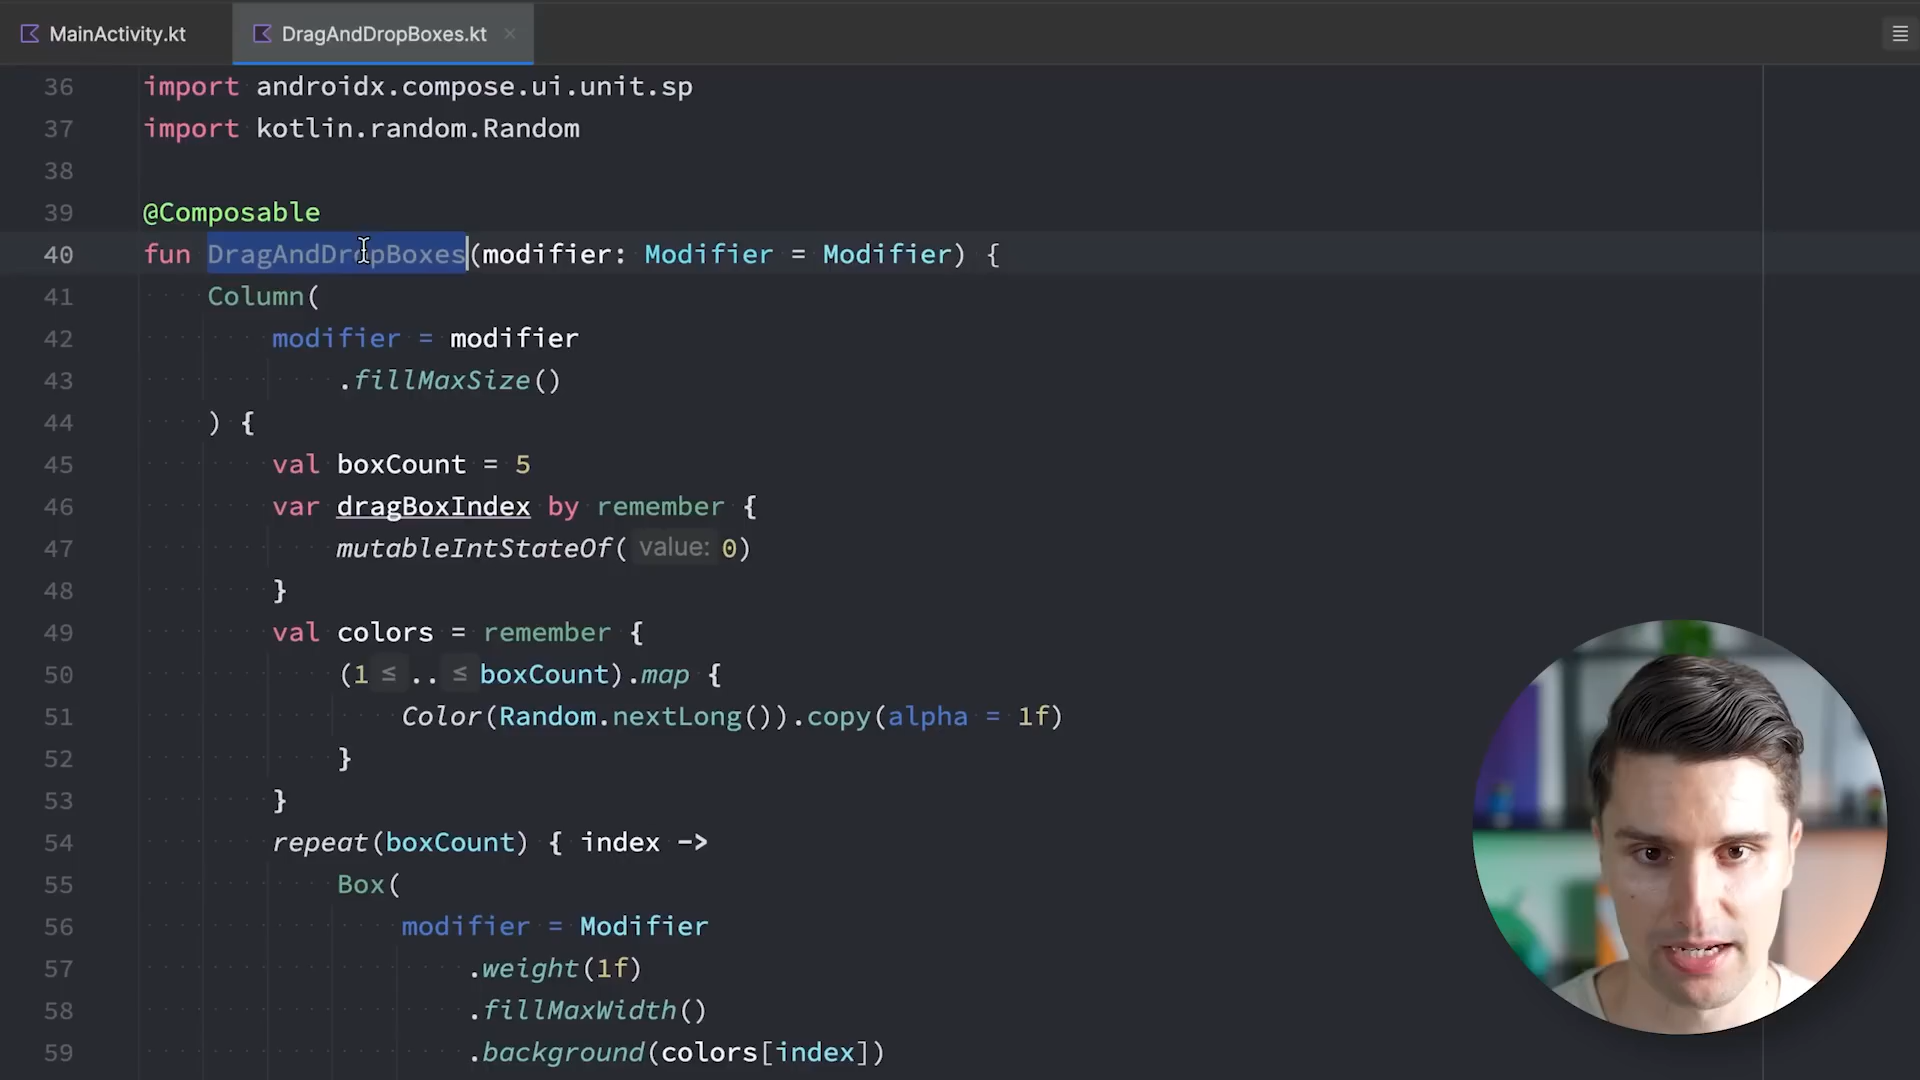 MainActivity.kt
DragAndDropBoxes.kt
36 import androidx.compose.ui.unit.sp
37 import kotlin.random.Random
38
39 @Composable
40 fun DragAndDropBoxes(modifier: Modifier = Modifier) {
41 Column(
42 modifier = modifier
43 .fillMaxSize()
44 ) {
45 val boxCount = 5
46 var dragBoxIndex by remember {
47 mutableIntStateOf( value: 0)
48 }
49 val colors = remember {
50 (1 ≤ .. ≤ boxCount).map {
51 Color(Random.nextLong()).copy(alpha = 1f)
52 }
53 }
54 repeat(boxCount) { index ->
55 Box(
56 modifier = Modifier
57 .weight(1f)
58 .fillMaxWidth()
59 .background(colors[index])